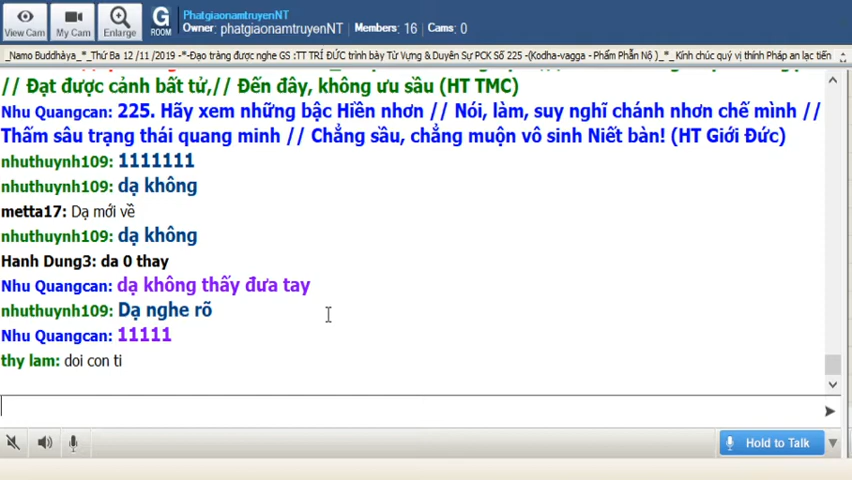 View Cam
My Cam
Enlarge
G
ROOM
PhatgiaonamtruyenNT
Owner: phatgiaonamtruyenNT | Members: 16 | Cams: 0
_Namo Buddhàya_*_Thứ Ba 12 /11 /2019 -*-Đạo tràng được nghe GS :TT TRÍ ĐỨC trình bày Từ Vựng & Duyên Sự PCK Số 225 -(Kodha-vagga - Phẩm Phẫn Nộ )_*_Kính chúc quý vị thính Pháp an lạc tiến
// Đạt được cảnh bất tử,// Đến đây, không ưu sầu (HT TMC)
Nhu Quangcan: 225. Hãy xem những bậc Hiền nhơn // Nói, làm, suy nghĩ chánh nhơn chế mình //
Thấm sâu trạng thái quang minh // Chẳng sầu, chẳng muộn vô sinh Niết bàn! (HT Giới Đức)
nhuthuynh109: 1111111
nhuthuynh109: dạ không
metta17: Dạ mới về
nhuthuynh109: dạ không
Hanh Dung3: da 0 thay
Nhu Quangcan: dạ không thấy đưa tay
nhuthuynh109: Dạ nghe rõ
Nhu Quangcan: 11111
thy lam: doi con ti
Hold to Talk